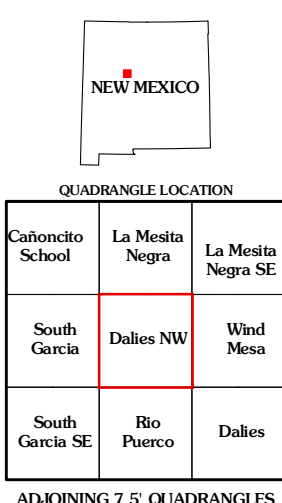 NEW MEXICO
QUADRANGLE LOCATION
Cañoncito
School
La Mesita
Negra
La Mesita
Negra SE
South
Garcia
Dalies NW
Wind
Mesa
South
Garcia SE
Rio
Puerco
Dalies
ADJOINING 7.5' QUADRANGLES